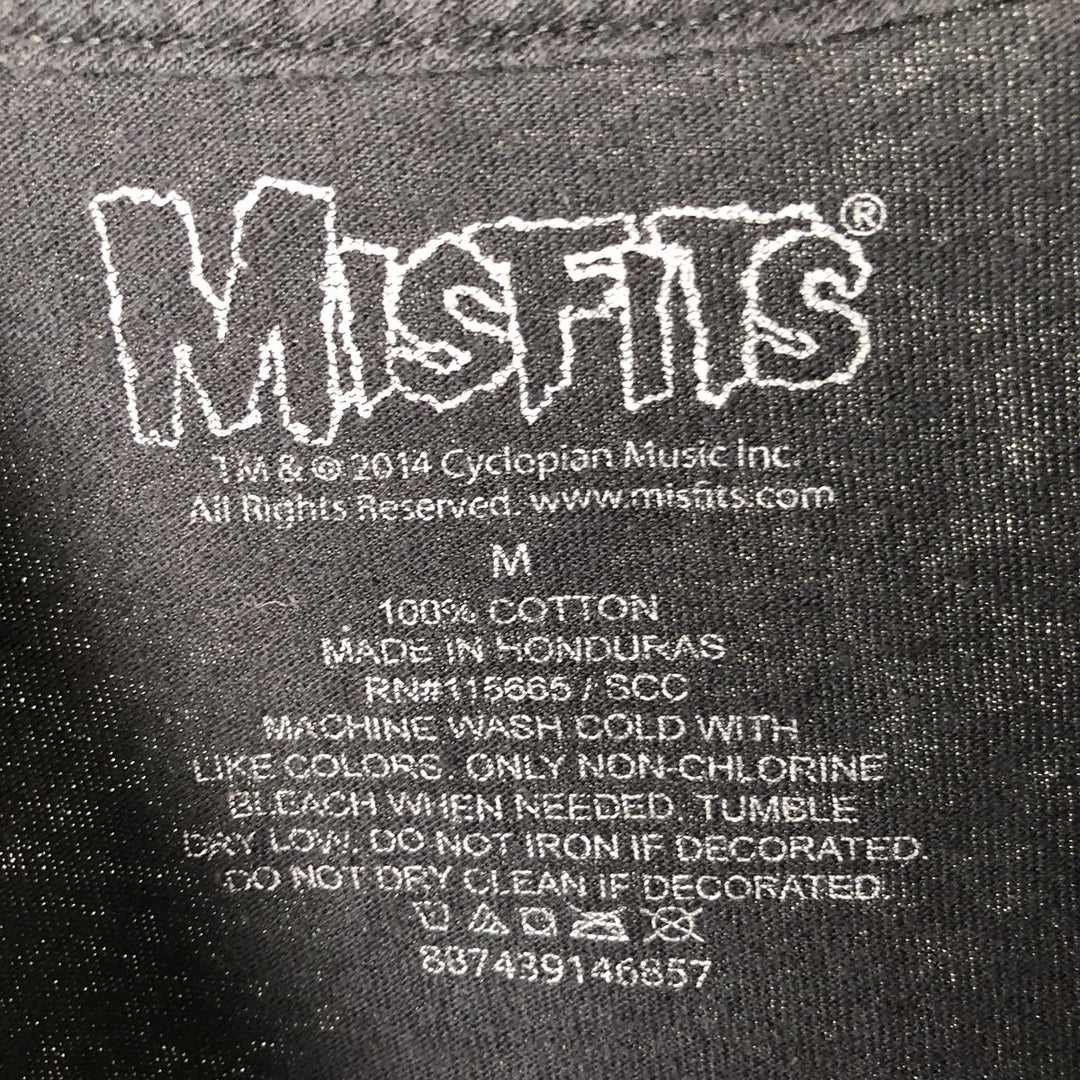 MISFITS®
TM & © 2014 Cyclopian Music Inc.
All Rights Reserved. www.misfits.com
M
100% COTTON
MADE IN HONDURAS
RN#115665 / SCC
MACHINE WASH COLD WITH
LIKE COLORS. ONLY NON-CHLORINE
BLEACH WHEN NEEDED. TUMBLE
DRY LOW. DO NOT IRON IF DECORATED.
DO NOT DRY CLEAN IF DECORATED.
887439146857